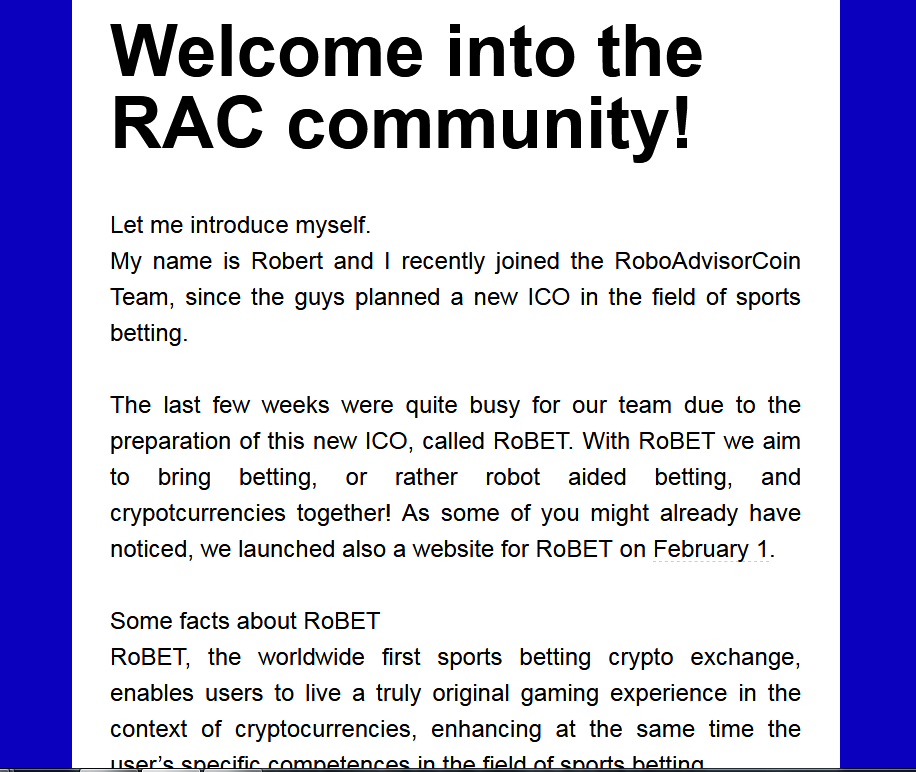 Welcome into the
RAC community!
Let me introduce myself.
My name is Robert and I recently joined the RoboAdvisorCoin
Team, since the guys planned a new ICO in the field of sports
betting.
The last few weeks were quite busy for our team due to the
preparation of this new ICO, called RoBET. With RoBET we aim
to bring betting, or rather robot aided betting, and
crypotcurrencies together! As some of you might already have
noticed, we launched also a website for RoBET on February 1.
Some facts about RoBET
RoBET, the worldwide first sports betting crypto exchange,
enables users to live a truly original gaming experience in the
context of cryptocurrencies, enhancing at the same time the
user’s specific competences in the field of sports betting.